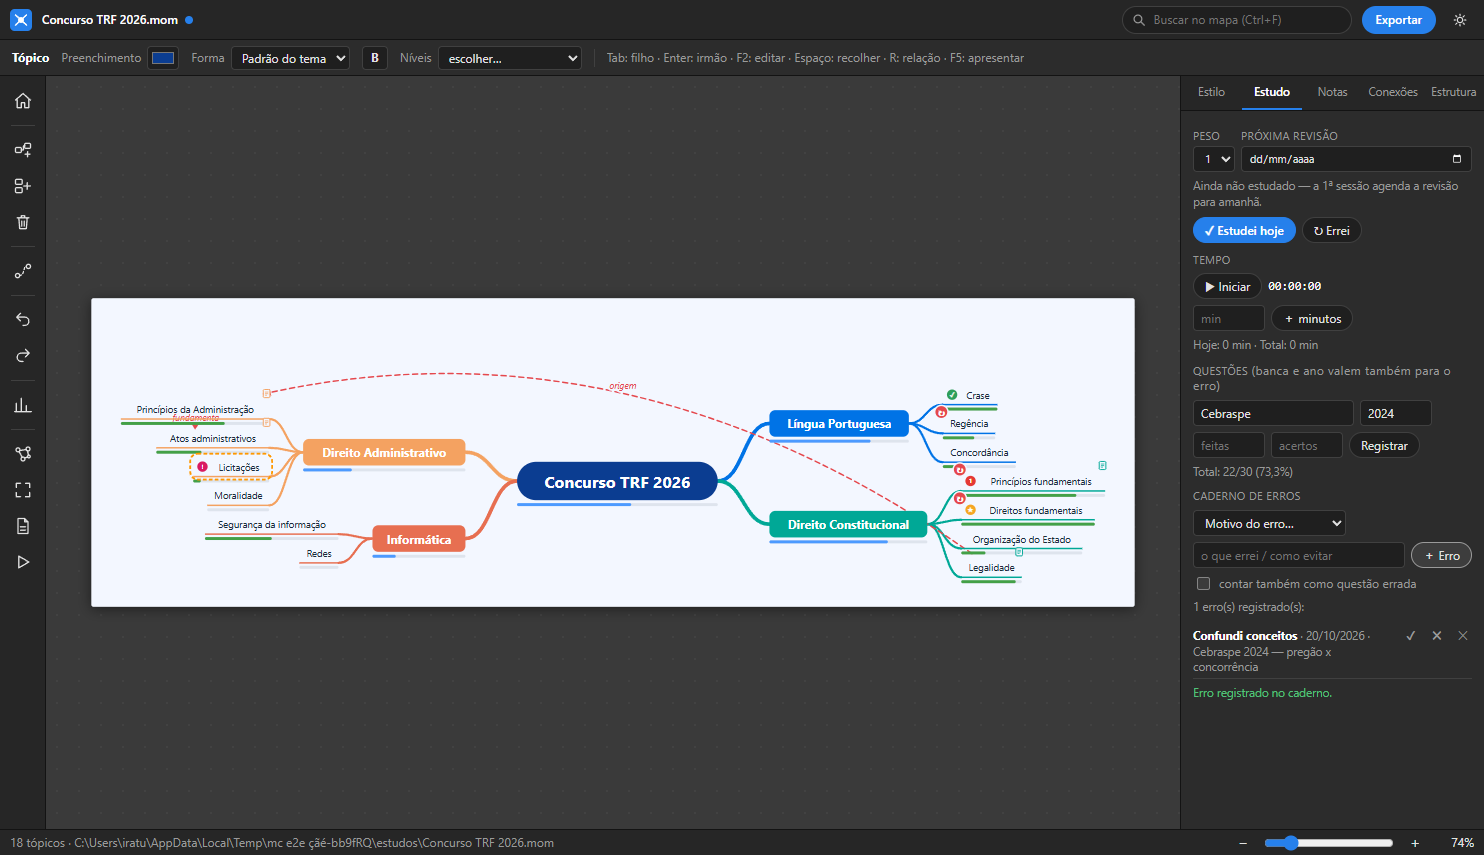 Concurso TRF 2026.mom
Buscar no mapa (Ctrl+F)
Exportar
Tópico
Preenchimento
Forma
Padrão do tema
B
Níveis
escolher...
Tab: filho · Enter: irmão · F2: editar · Espaço: recolher · R: relação · F5: apresentar
Estilo
Estudo
Notas
Conexões
Estrutura
PESO
PRÓXIMA REVISÃO
1
dd/mm/aaaa
Ainda não estudado — a 1ª sessão agenda a revisão
para amanhã.
✓ Estudei hoje
↻ Errei
TEMPO
▶ Iniciar
00:00:00
min
+ minutos
Hoje: 0 min · Total: 0 min
QUESTÕES (banca e ano valem também para o
erro)
Cebraspe
2024
feitas
acertos
Registrar
Total: 22/30 (73,3%)
CADERNO DE ERROS
Motivo do erro...
o que errei / como evitar
+ Erro
contar também como questão errada
1 erro(s) registrado(s):
Confundi conceitos · 20/10/2026 ·
Cebraspe 2024 — pregão x
concorrência
Erro registrado no caderno.
origem
Princípios da Administração
fundamenta
Atos administrativos
Licitações
Moralidade
Direito Administrativo
Segurança da informação
Redes
Informática
Concurso TRF 2026
Língua Portuguesa
Crase
Regência
Concordância
Direito Constitucional
1
Princípios fundamentais
Direitos fundamentais
Organização do Estado
Legalidade
18 tópicos · C:\Users\iratu\AppData\Local\Temp\mc e2e çãé-bb9fRQ\estudos\Concurso TRF 2026.mom
− + 74%